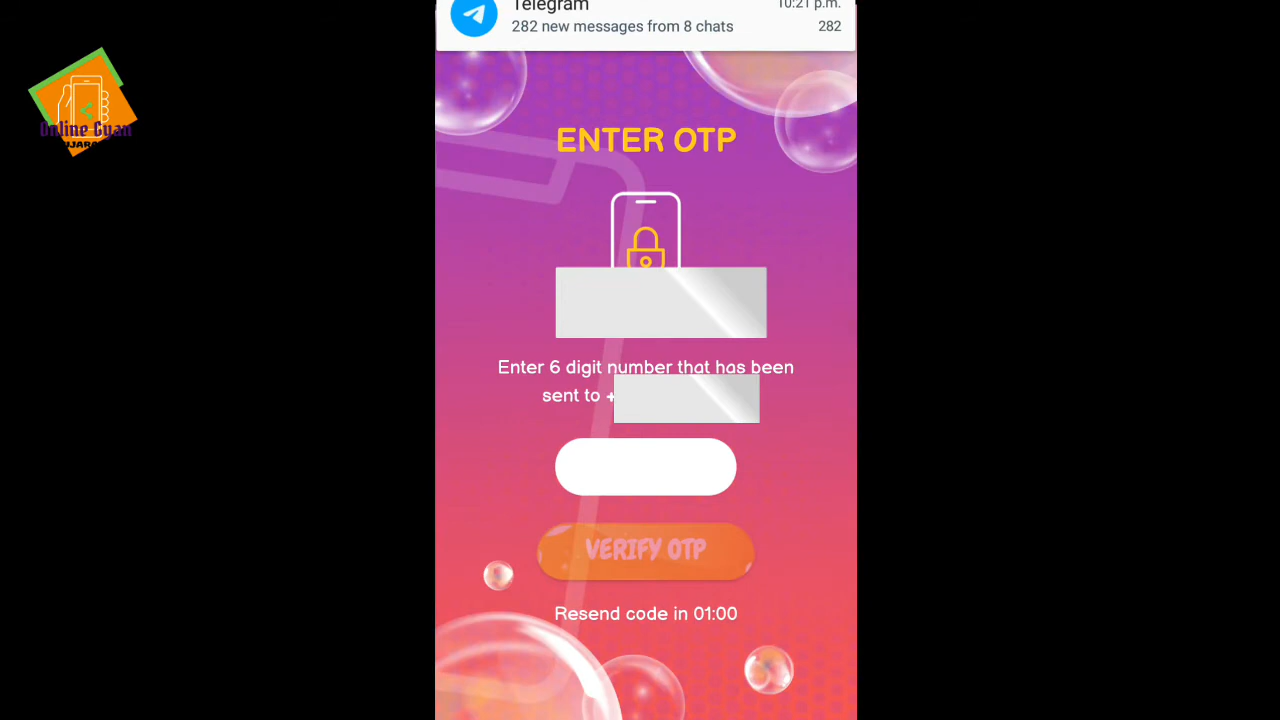 Telegram
10:21 p.m.
282 new messages from 8 chats
282
Online Gyan
ENTER OTP
Enter 6 digit number that has been
sent to +
VERIFY OTP
Resend code in 01:00